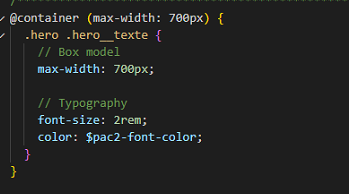 @container (max-width: 700px) {
.hero .hero__texte {
// Box model
max-width: 700px;
// Typography
font-size: 2rem;
color: $pac2-font-color;
}
}